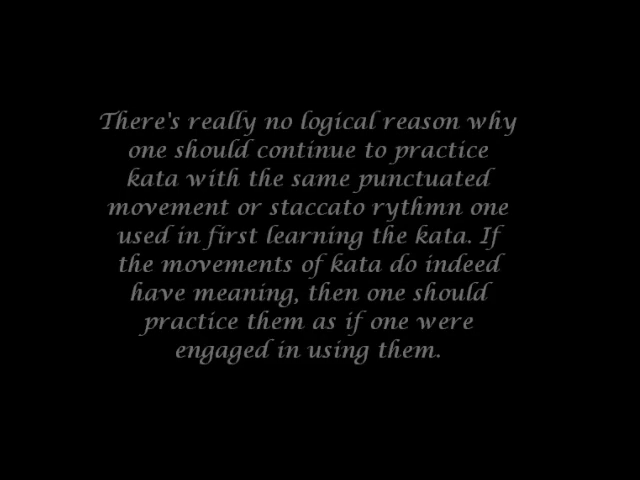 There's really no logical reason why
one should continue to practice
kata with the same punctuated
movement or staccato rythmn one
used in first learning the kata. If
the movements of kata do indeed
have meaning, then one should
practice them as if one were
engaged in using them.